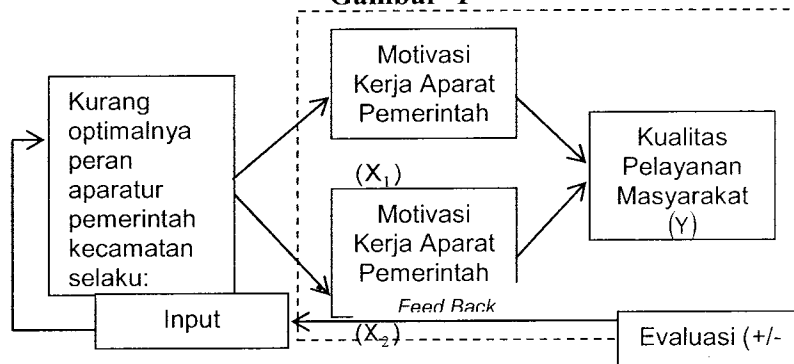 Gambar 1
Motivasi
Kerja Aparat
Pemerintah
(X₁)
Kurang
optimalnya
peran
aparatur
pemerintah
kecamatan
selaku:
Motivasi
Kerja Aparat
Pemerintah
(X₂)
Kualitas
Pelayanan
Masyarakat
(Y)
Feed Back
Input
Evaluasi (+/-